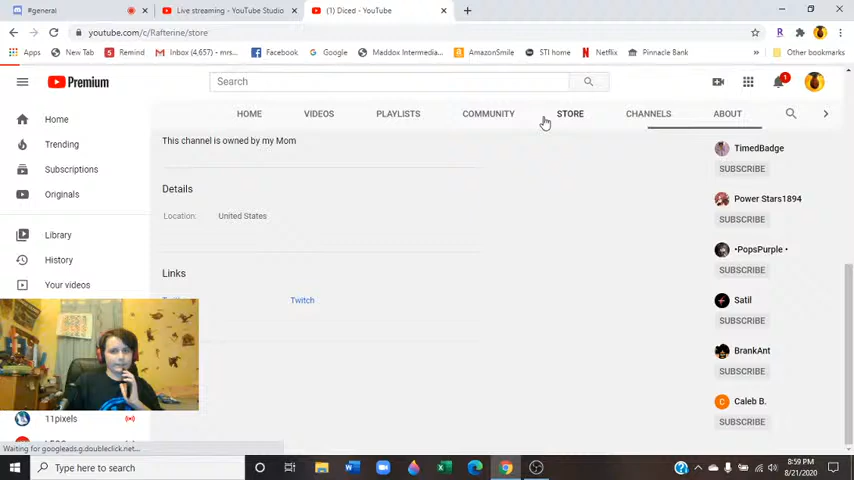 #general
Live streaming - YouTube Studio
(1) Diced - YouTube
youtube.com/c/Rafterine/store
Apps
New Tab
Remind
Inbox (4,657) - mrs...
Facebook
Google
Maddox Intermedia...
AmazonSmile
STI home
Netflix
Pinnacle Bank
Other bookmarks
Premium
Search
1
HOME
VIDEOS
PLAYLISTS
COMMUNITY
STORE
CHANNELS
ABOUT
Home
Trending
Subscriptions
Originals
Library
History
Your videos
11pixels
This channel is owned by my Mom
Details
Location:
United States
Links
Twitch
TimedBadge
SUBSCRIBE
Power Stars1894
SUBSCRIBE
•PopsPurple •
SUBSCRIBE
Satil
SUBSCRIBE
BrankAnt
SUBSCRIBE
Caleb B.
SUBSCRIBE
Waiting for googleads.g.doubleclick.net...
Type here to search
8:59 PM
8/21/2020